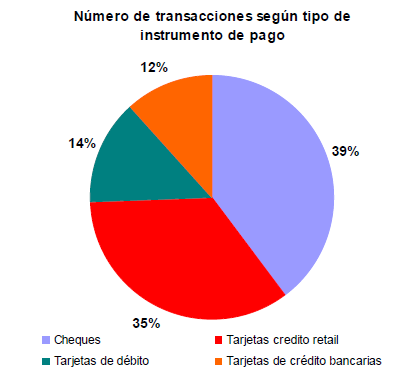 Número de transacciones según tipo de
instrumento de pago
12%
14%
39%
35%
Cheques
Tarjetas credito retail
Tarjetas de débito
Tarjetas de crédito bancarias